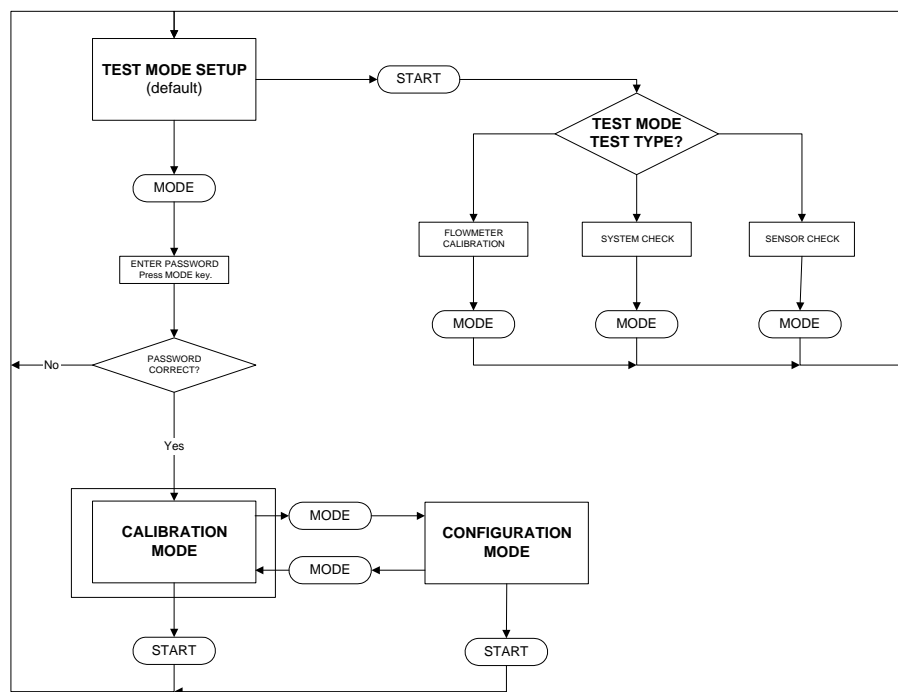 TEST MODE SETUP
(default)
START
TEST MODE
TEST TYPE?
MODE
FLOWMETER
CALIBRATION
SYSTEM CHECK
SENSOR CHECK
ENTER PASSWORD
Press MODE key.
MODE
MODE
MODE
PASSWORD
CORRECT?
No
Yes
CALIBRATION
MODE
MODE
MODE
CONFIGURATION
MODE
START
START